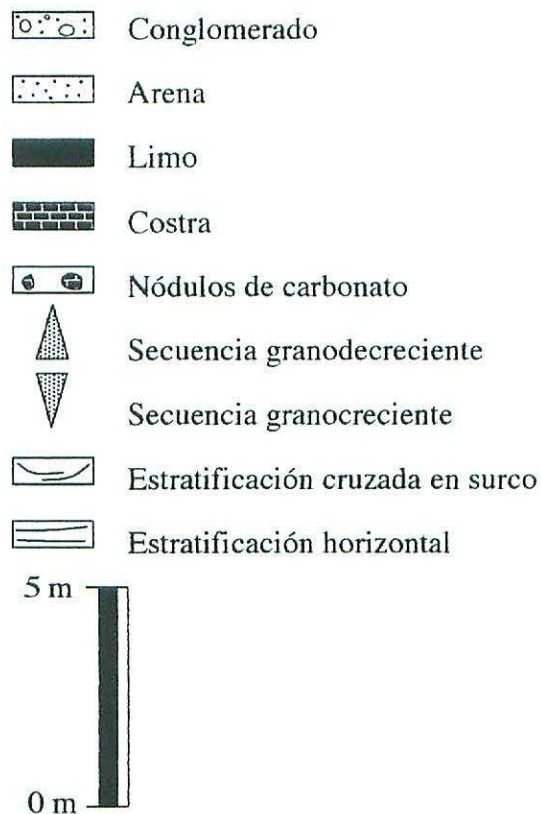 Conglomerado
Arena
Limo
Costra
Nódulos de carbonato
Secuencia granodecreciente
Secuencia granocreciente
Estratificación cruzada en surco
Estratificación horizontal
5 m
0 m